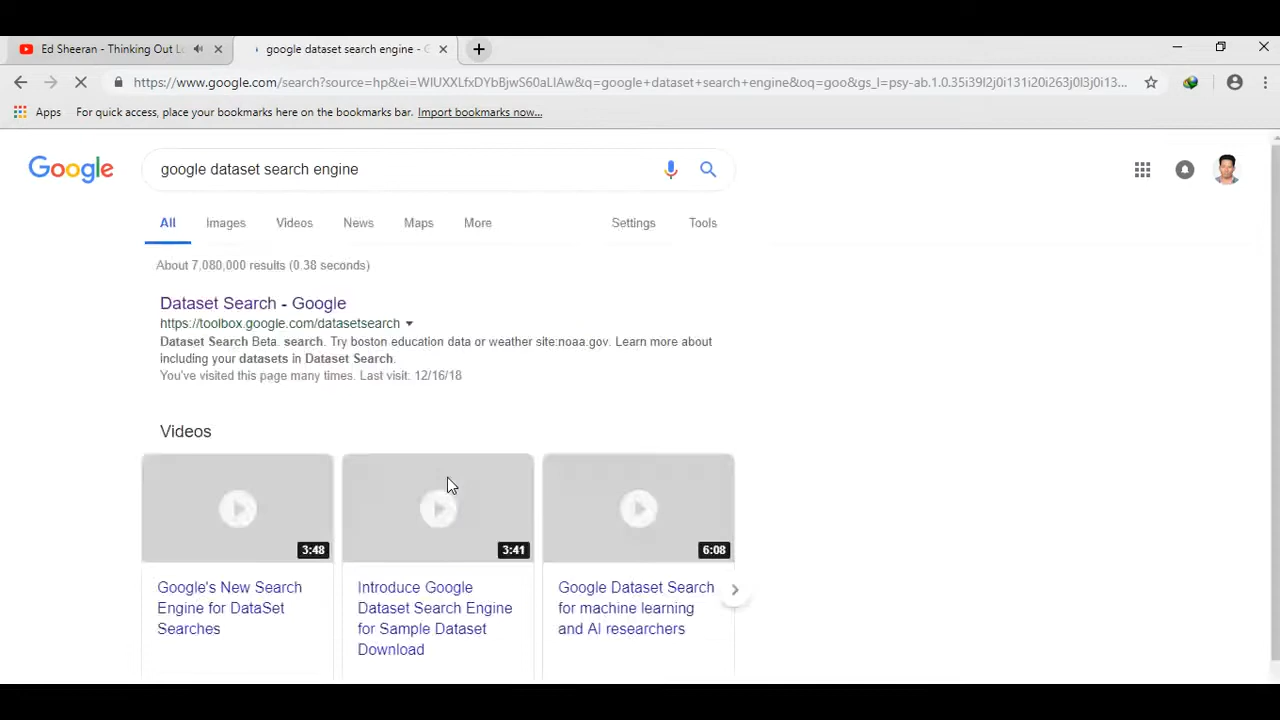 Ed Sheeran - Thinking Out L
google dataset search engine - G
https://www.google.com/search?source=hp&ei=WIUXXLfxDYbBjwS60aLIAw&q=google+dataset+search+engine&oq=goo&gs_l=psy-ab.1.0.35i39l2j0i131i20i263j0l3j0i13...
Apps For quick access, place your bookmarks here on the bookmarks bar. Import bookmarks now...
Google
google dataset search engine
All Images Videos News Maps More Settings Tools
About 7,080,000 results (0.38 seconds)
Dataset Search - Google
https://toolbox.google.com/datasetsearch
Dataset Search Beta. search. Try boston education data or weather site:noaa.gov. Learn more about
including your datasets in Dataset Search.
You've visited this page many times. Last visit: 12/16/18
Videos
3:48 3:41 6:08
Google's New Search
Engine for DataSet
Searches
Introduce Google
Dataset Search Engine
for Sample Dataset
Download
Google Dataset Search
for machine learning
and AI researchers